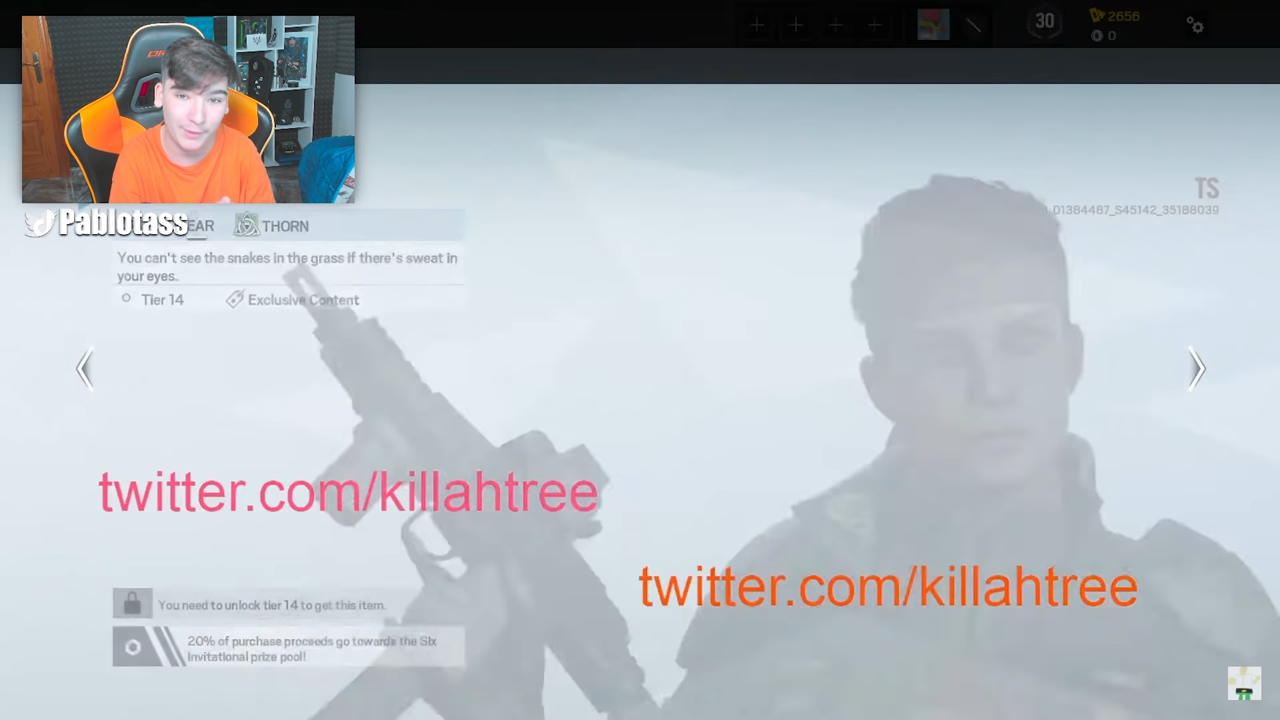 30
2656
0
TS
D1384487_S45142_35188039
Pablotass_
EAR
THORN
You can't see the snakes in the grass if there's sweat in
your eyes.
Tier 14
Exclusive Content
twitter.com/killahtree
twitter.com/killahtree
You need to unlock tier 14 to get this item.
20% of purchase proceeds go towards the Six
Invitational prize pool!